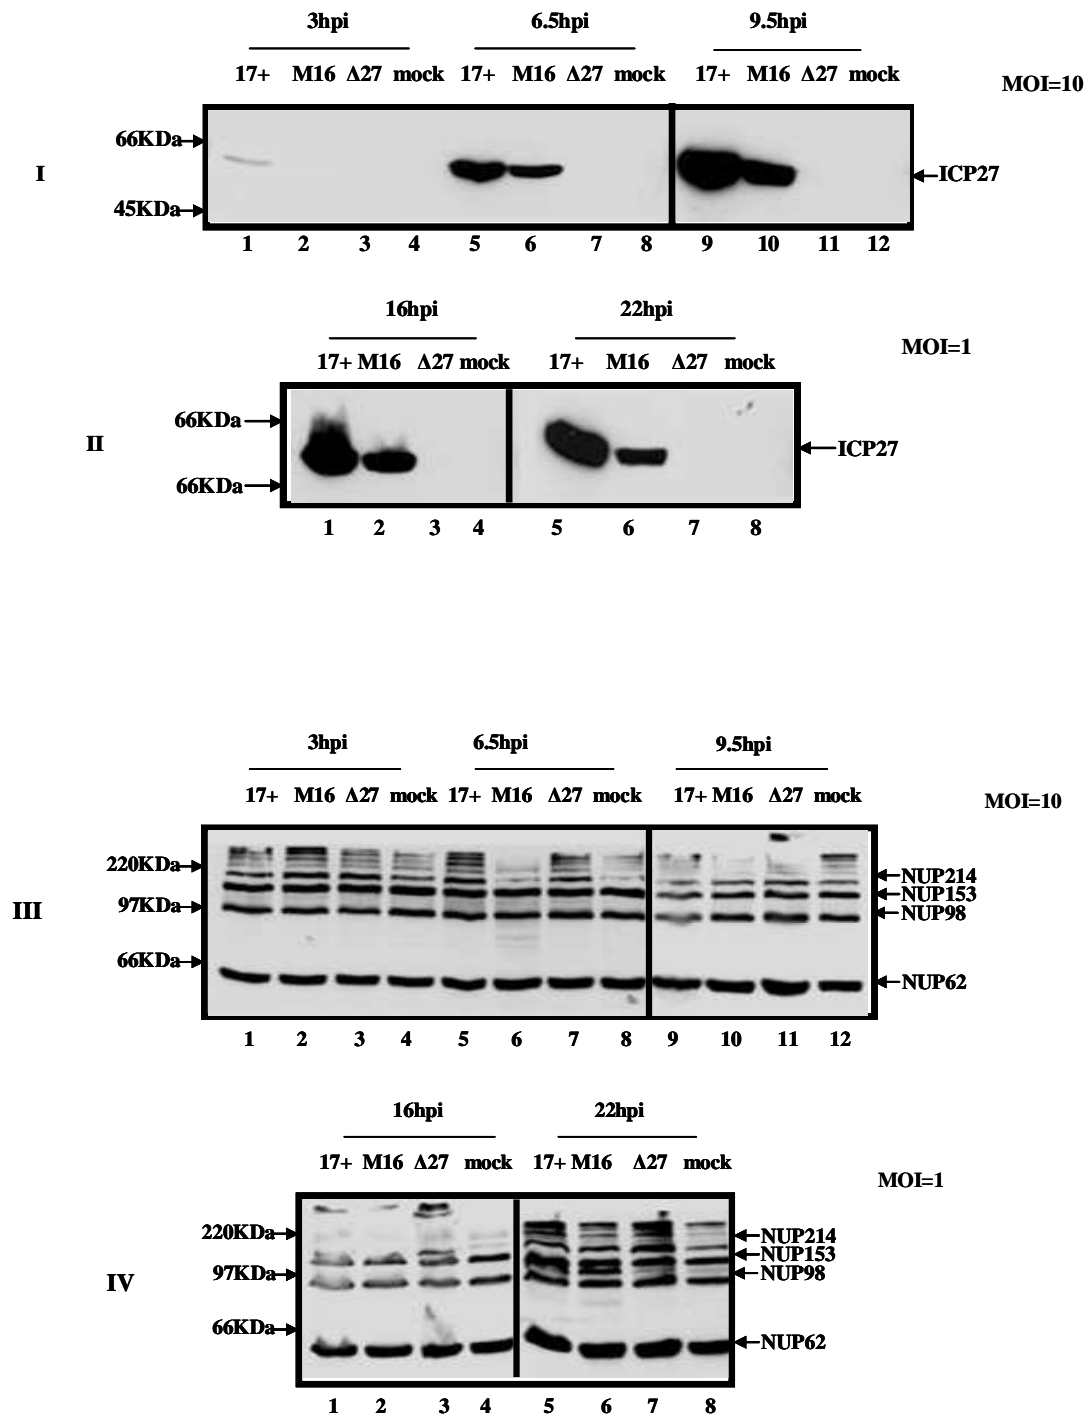 3hpi 6.5hpi 9.5hpi
17+ M16 Δ27 mock 17+ M16 Δ27 mock 17+ M16 Δ27 mock
MOI=10
66KDa
I
ICP27
45KDa
1 2 3 4 5 6 7 8 9 10 11 12
16hpi 22hpi
MOI=1
17+ M16 Δ27 mock 17+ M16 Δ27 mock
66KDa
II
ICP27
66KDa
1 2 3 4 5 6 7 8
3hpi 6.5hpi 9.5hpi
17+ M16 Δ27 mock 17+ M16 Δ27 mock 17+ M16 Δ27 mock
MOI=10
220KDa
NUP214
NUP153
97KDa
III
NUP98
66KDa
NUP62
1 2 3 4 5 6 7 8 9 10 11 12
16hpi 22hpi
17+ M16 Δ27 mock 17+ M16 Δ27 mock
MOI=1
220KDa
NUP214
NUP153
97KDa
NUP98
IV
66KDa
NUP62
1 2 3 4 5 6 7 8